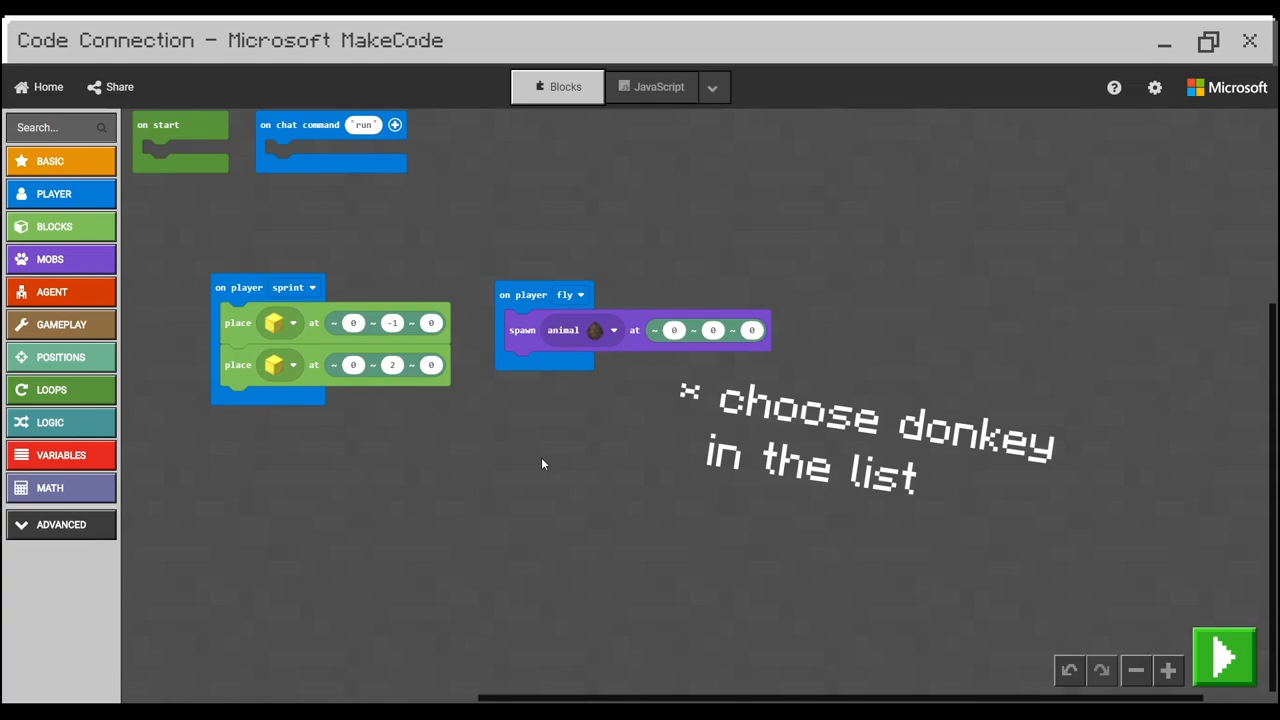 Code Connection - Microsoft MakeCode
Home
Share
Blocks
JavaScript
Microsoft
Search...
BASIC
PLAYER
BLOCKS
MOBS
AGENT
GAMEPLAY
POSITIONS
LOOPS
LOGIC
VARIABLES
MATH
ADVANCED
on start
on chat command "run"
on player sprint
place at ~ 0 ~ -1 ~ 0
place at ~ 0 ~ 2 ~ 0
on player fly
spawn animal at ~ 0 ~ 0 ~ 0
* choose donkey
in the list